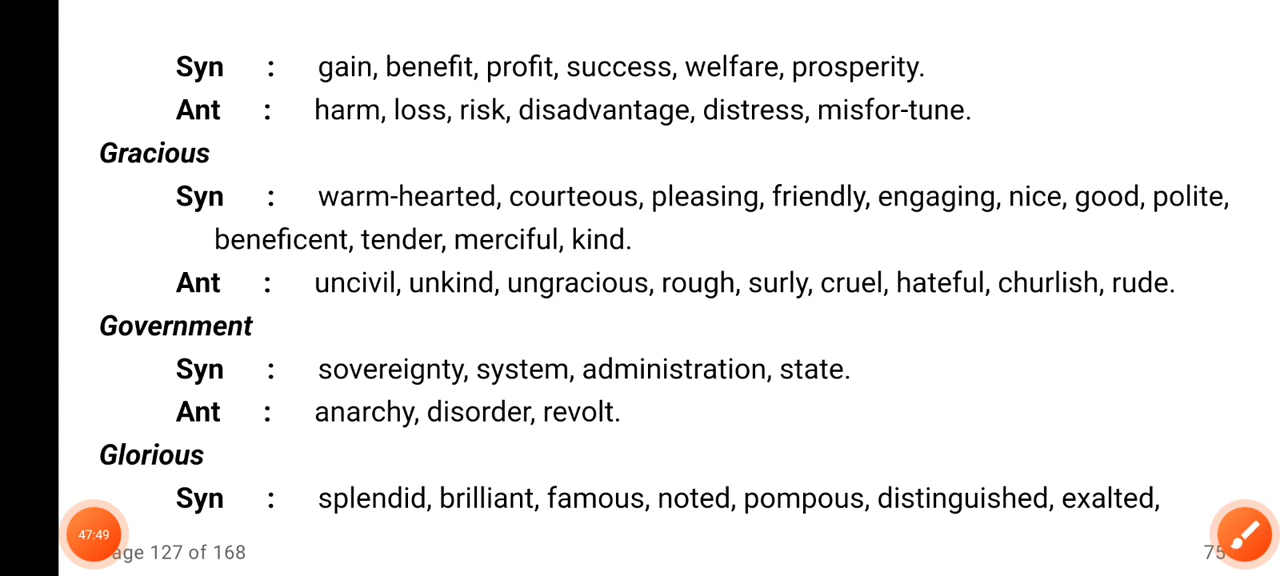 Syn : gain, benefit, profit, success, welfare, prosperity.
Ant : harm, loss, risk, disadvantage, distress, misfor-tune.
Gracious
Syn : warm-hearted, courteous, pleasing, friendly, engaging, nice, good, polite,
beneficent, tender, merciful, kind.
Ant : uncivil, unkind, ungracious, rough, surly, cruel, hateful, churlish, rude.
Government
Syn : sovereignty, system, administration, state.
Ant : anarchy, disorder, revolt.
Glorious
Syn : splendid, brilliant, famous, noted, pompous, distinguished, exalted,
47:49
age 127 of 168 75